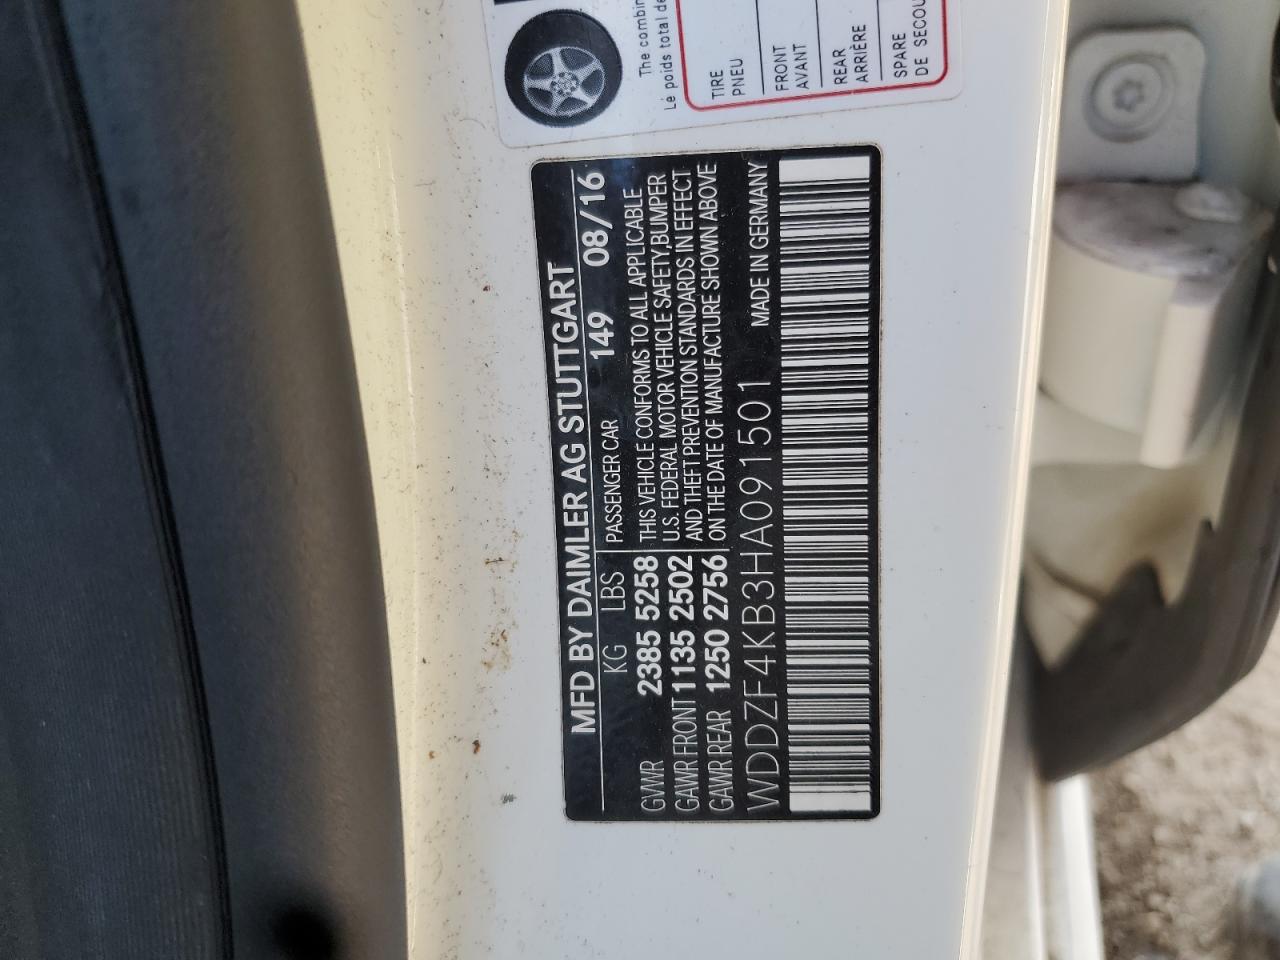 The combin
Le poids total de
TIRE
PNEU
FRONT
AVANT
REAR
ARRIÈRE
SPARE
DE SECOU
MFD BY DAIMLER AG STUTTGART
KG LBS PASSENGER CAR 149 08/16
GVWR 2385 5258 THIS VEHICLE CONFORMS TO ALL APPLICABLE
GAWR FRONT 1135 2502 U.S. FEDERAL MOTOR VEHICLE SAFETY,BUMPER
GAWR REAR 1250 2756 AND THEFT PREVENTION STANDARDS IN EFFECT
ON THE DATE OF MANUFACTURE SHOWN ABOVE
WDDZF4KB3HA091501 MADE IN GERMANY